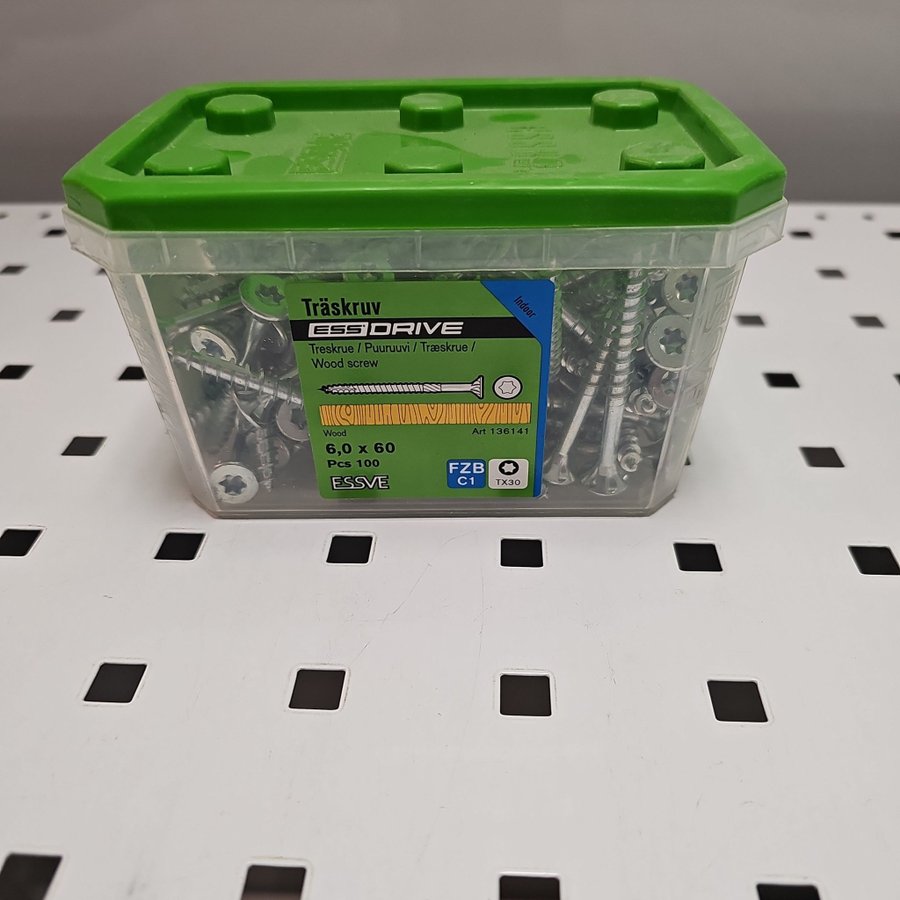 Träskruv
Indoor
ESSDRIVE
Treskrue / Puuruuvi / Træskrue /
Wood screw
Wood
Art 136141
6,0 x 60
Pcs 100
ESSVE
FZB
C1
TX30